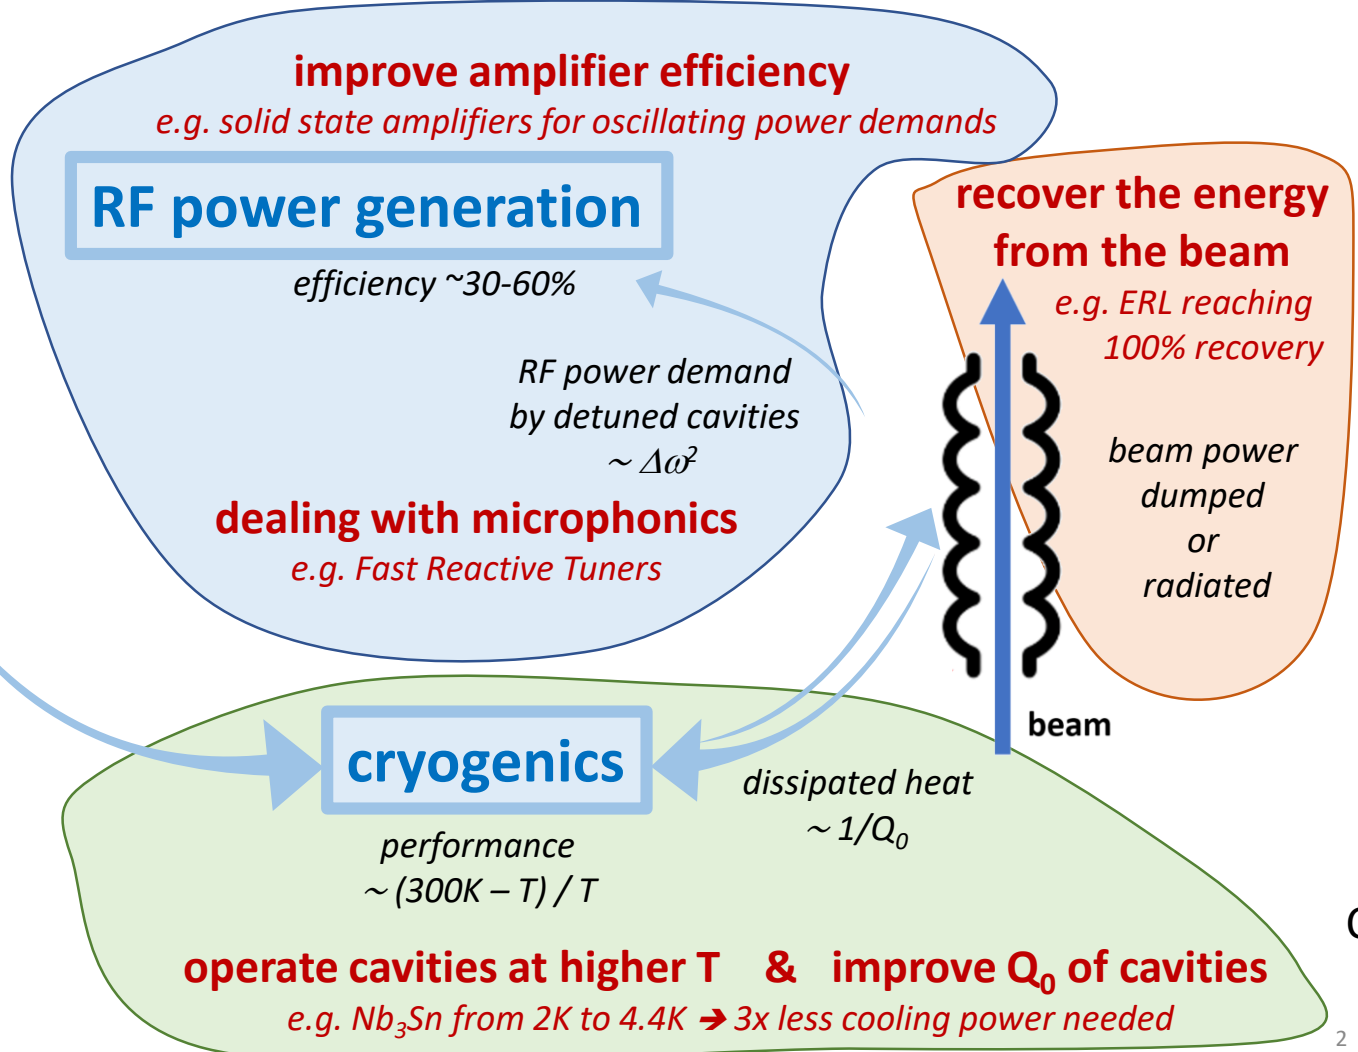 improve amplifier efficiency
e.g. solid state amplifiers for oscillating power demands
RF power generation
efficiency ~30-60%
RF power demand
by detuned cavities
~ Δω²
dealing with microphonics
e.g. Fast Reactive Tuners
recover the energy
from the beam
e.g. ERL reaching
100% recovery
beam power
dumped
or
radiated
beam
cryogenics
performance
~ (300K – T) / T
dissipated heat
~ 1/Q₀
operate cavities at higher T & improve Q₀ of cavities
e.g. Nb₃Sn from 2K to 4.4K ➔ 3x less cooling power needed
2